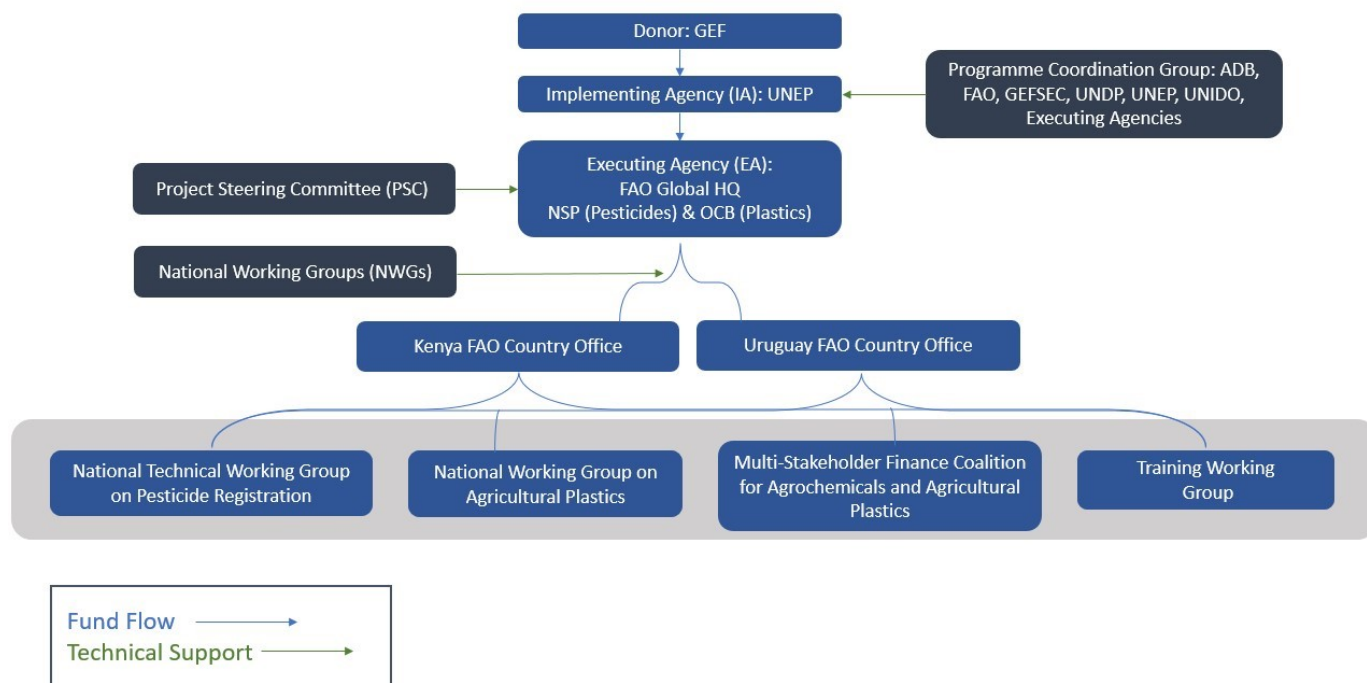 Donor: GEF
Implementing Agency (IA): UNEP
Programme Coordination Group: ADB,
FAO, GEFSEC, UNDP, UNEP, UNIDO,
Executing Agencies
Executing Agency (EA):
FAO Global HQ
NSP (Pesticides) & OCB (Plastics)
Project Steering Committee (PSC)
National Working Groups (NWGs)
Kenya FAO Country Office
Uruguay FAO Country Office
National Technical Working Group
on Pesticide Registration
National Working Group on
Agricultural Plastics
Multi-Stakeholder Finance Coalition
for Agrochemicals and Agricultural
Plastics
Training Working
Group
Fund Flow
Technical Support